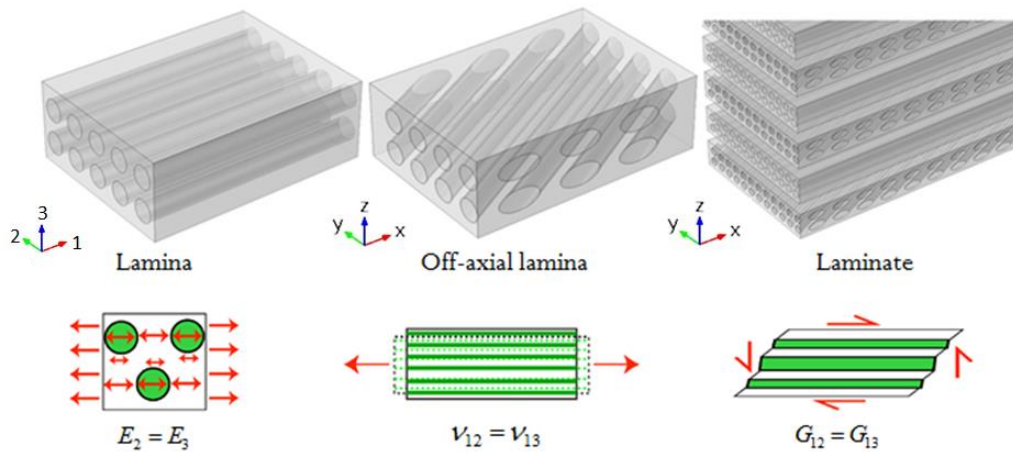 3
2
1
Lamina
z
y
x
Off-axial lamina
z
y
x
Laminate
E₂ = E₃
ν₁₂ = ν₁₃
G₁₂ = G₁₃